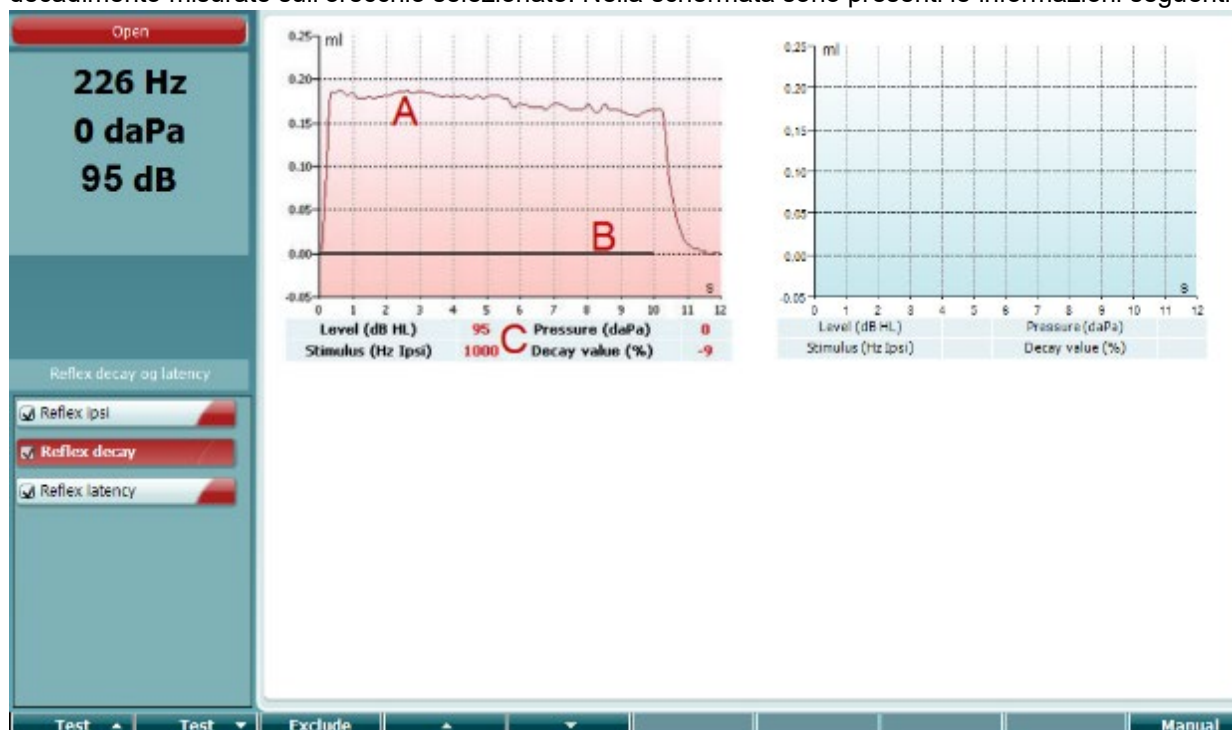 decadimento misurato sull'orecchio selezionato. Nella schermata sono presenti le informazioni seguenti
Open
226 Hz
0 daPa
95 dB
Reflex decay og latency
Reflex ipsi
Reflex decay
Reflex latency
0.25 ml
0.20
A
0.15
0.10
0.05
B
0.00
s
-0.05
0 1 2 3 4 5 6 7 8 9 10 11 12
Level (dB HL) 95 C Pressure (daPa) 0
Stimulus (Hz Ipsi) 1000 Decay value (%) -9
0.25 ml
0.20
0.15
0.10
0.05
0.00
s
-0.05
0 1 2 3 4 5 6 7 8 9 10 11 12
Level (dB HL) Pressure (daPa)
Stimulus (Hz Ipsi) Decay value (%)
Test Test Exclude Manual